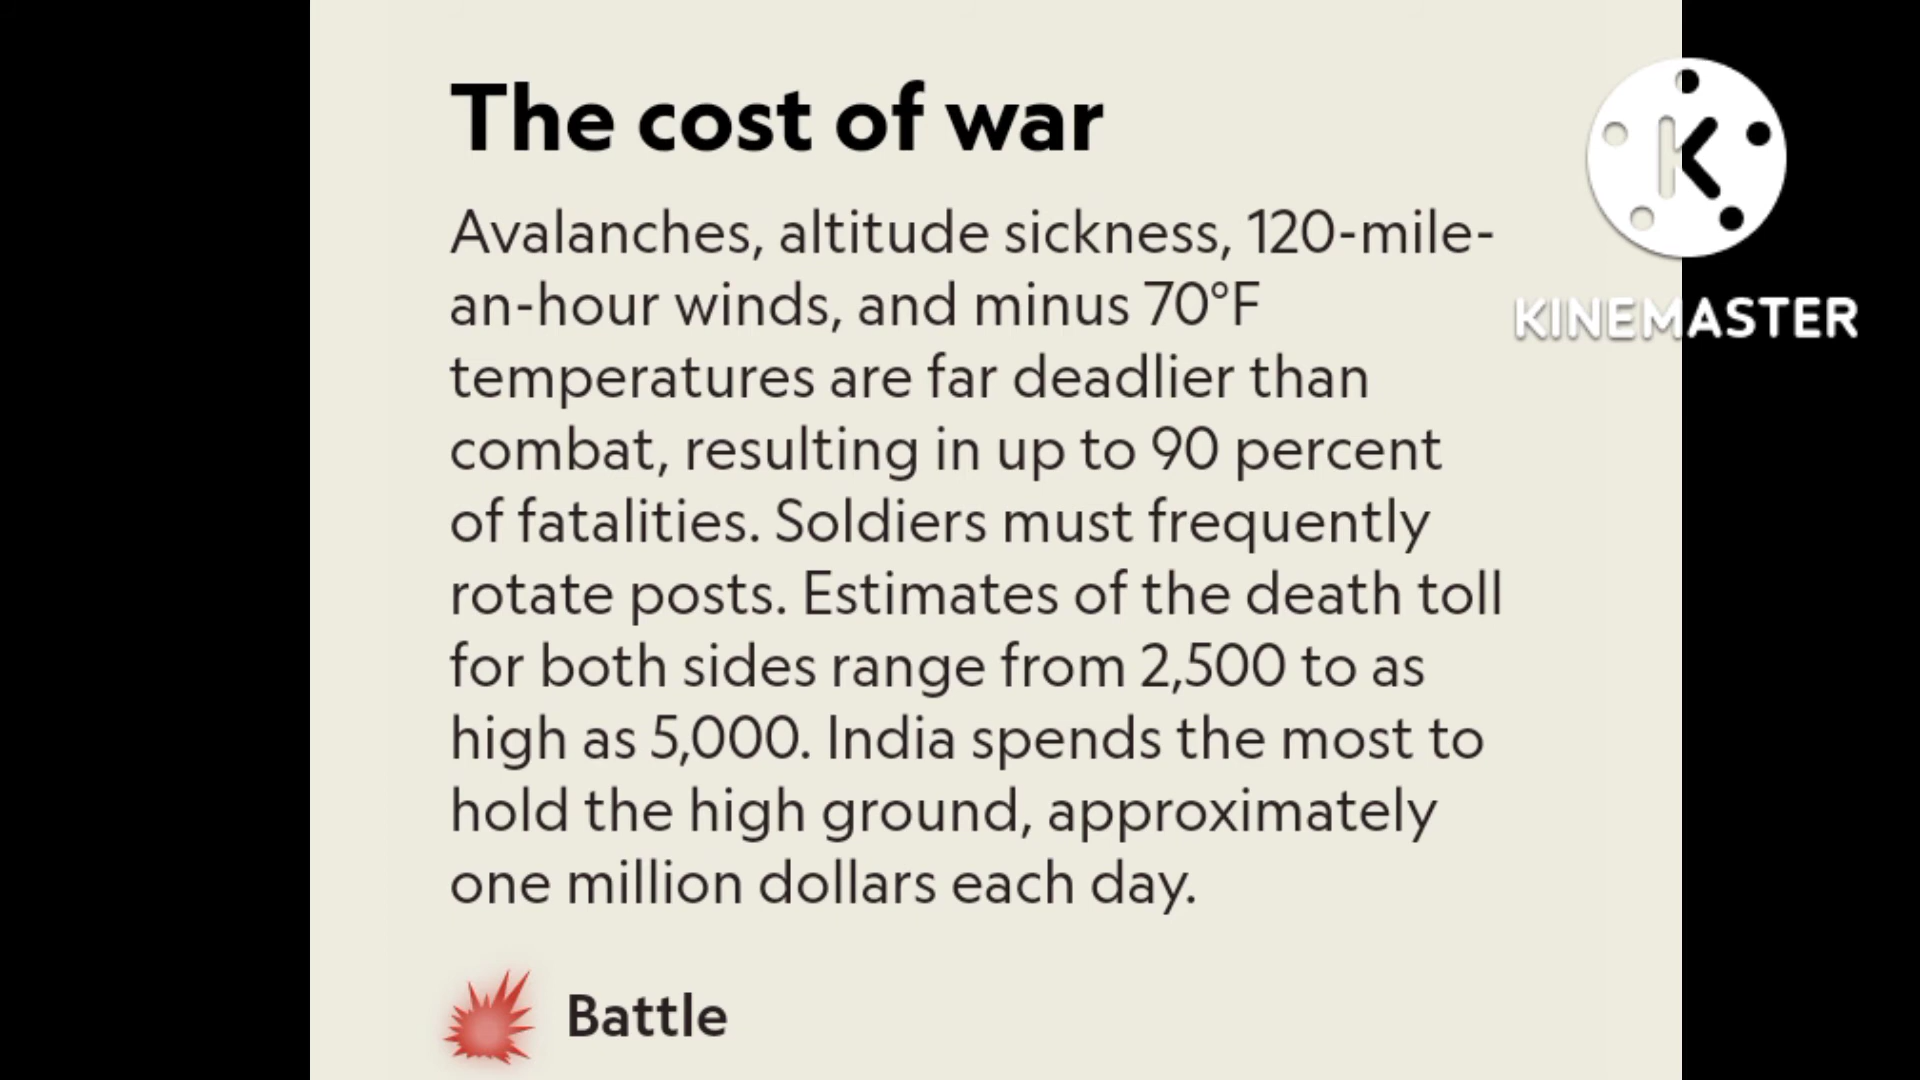 The cost of war
Avalanches, altitude sickness, 120-mile-
an-hour winds, and minus 70°F
temperatures are far deadlier than
combat, resulting in up to 90 percent
of fatalities. Soldiers must frequently
rotate posts. Estimates of the death toll
for both sides range from 2,500 to as
high as 5,000. India spends the most to
hold the high ground, approximately
one million dollars each day.
Battle
K
KINEMASTER